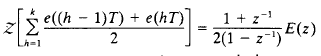 𝒵[∑_{h=1}^{k} (e((h − 1)T) + e(hT))/2] = (1 + z⁻¹)/(2(1 − z⁻¹)) E(z)